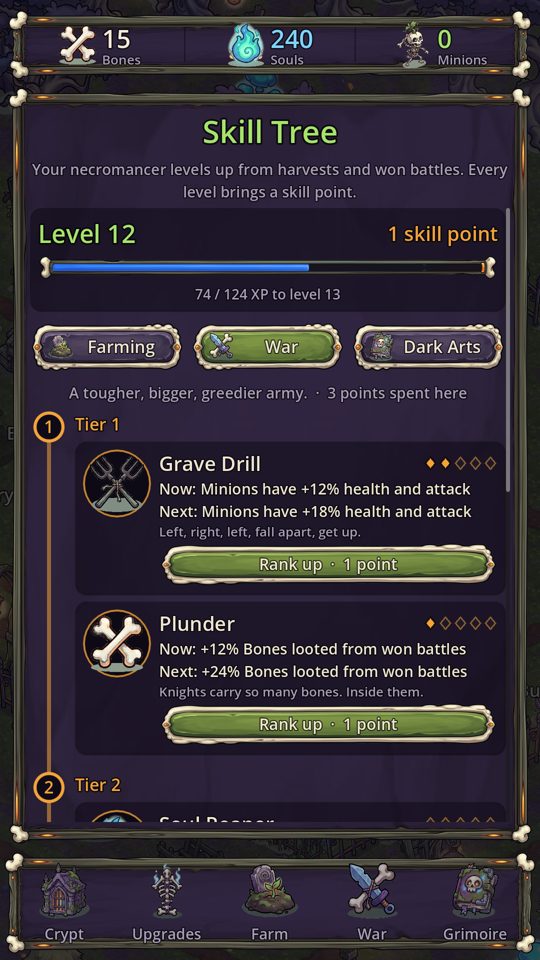 15
Bones
240
Souls
0
Minions
Skill Tree
Your necromancer levels up from harvests and won battles. Every
level brings a skill point.
Level 12
1 skill point
74 / 124 XP to level 13
Farming
War
Dark Arts
A tougher, bigger, greedier army. · 3 points spent here
1
Tier 1
Grave Drill
Now: Minions have +12% health and attack
Next: Minions have +18% health and attack
Left, right, left, fall apart, get up.
Rank up · 1 point
Plunder
Now: +12% Bones looted from won battles
Next: +24% Bones looted from won battles
Knights carry so many bones. Inside them.
Rank up · 1 point
2
Tier 2
Soul Reaper
Crypt
Upgrades
Farm
War
Grimoire